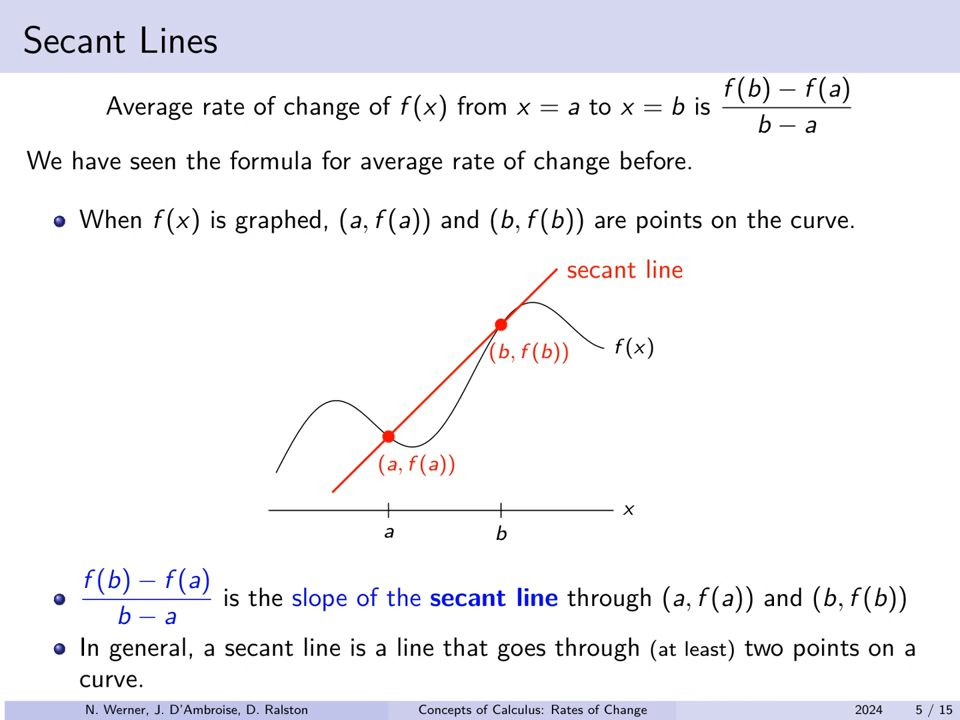 Secant Lines
Average rate of change of f(x) from x = a to x = b is \frac{f(b) − f(a)}{b − a}
We have seen the formula for average rate of change before.
When f(x) is graphed, (a, f(a)) and (b, f(b)) are points on the curve.
secant line
(b, f(b))
f(x)
(a, f(a))
x
a
b
\frac{f(b) − f(a)}{b − a} is the slope of the secant line through (a, f(a)) and (b, f(b))
In general, a secant line is a line that goes through (at least) two points on a
curve.
N. Werner, J. D'Ambroise, D. Ralston
Concepts of Calculus: Rates of Change
2024
5 / 15